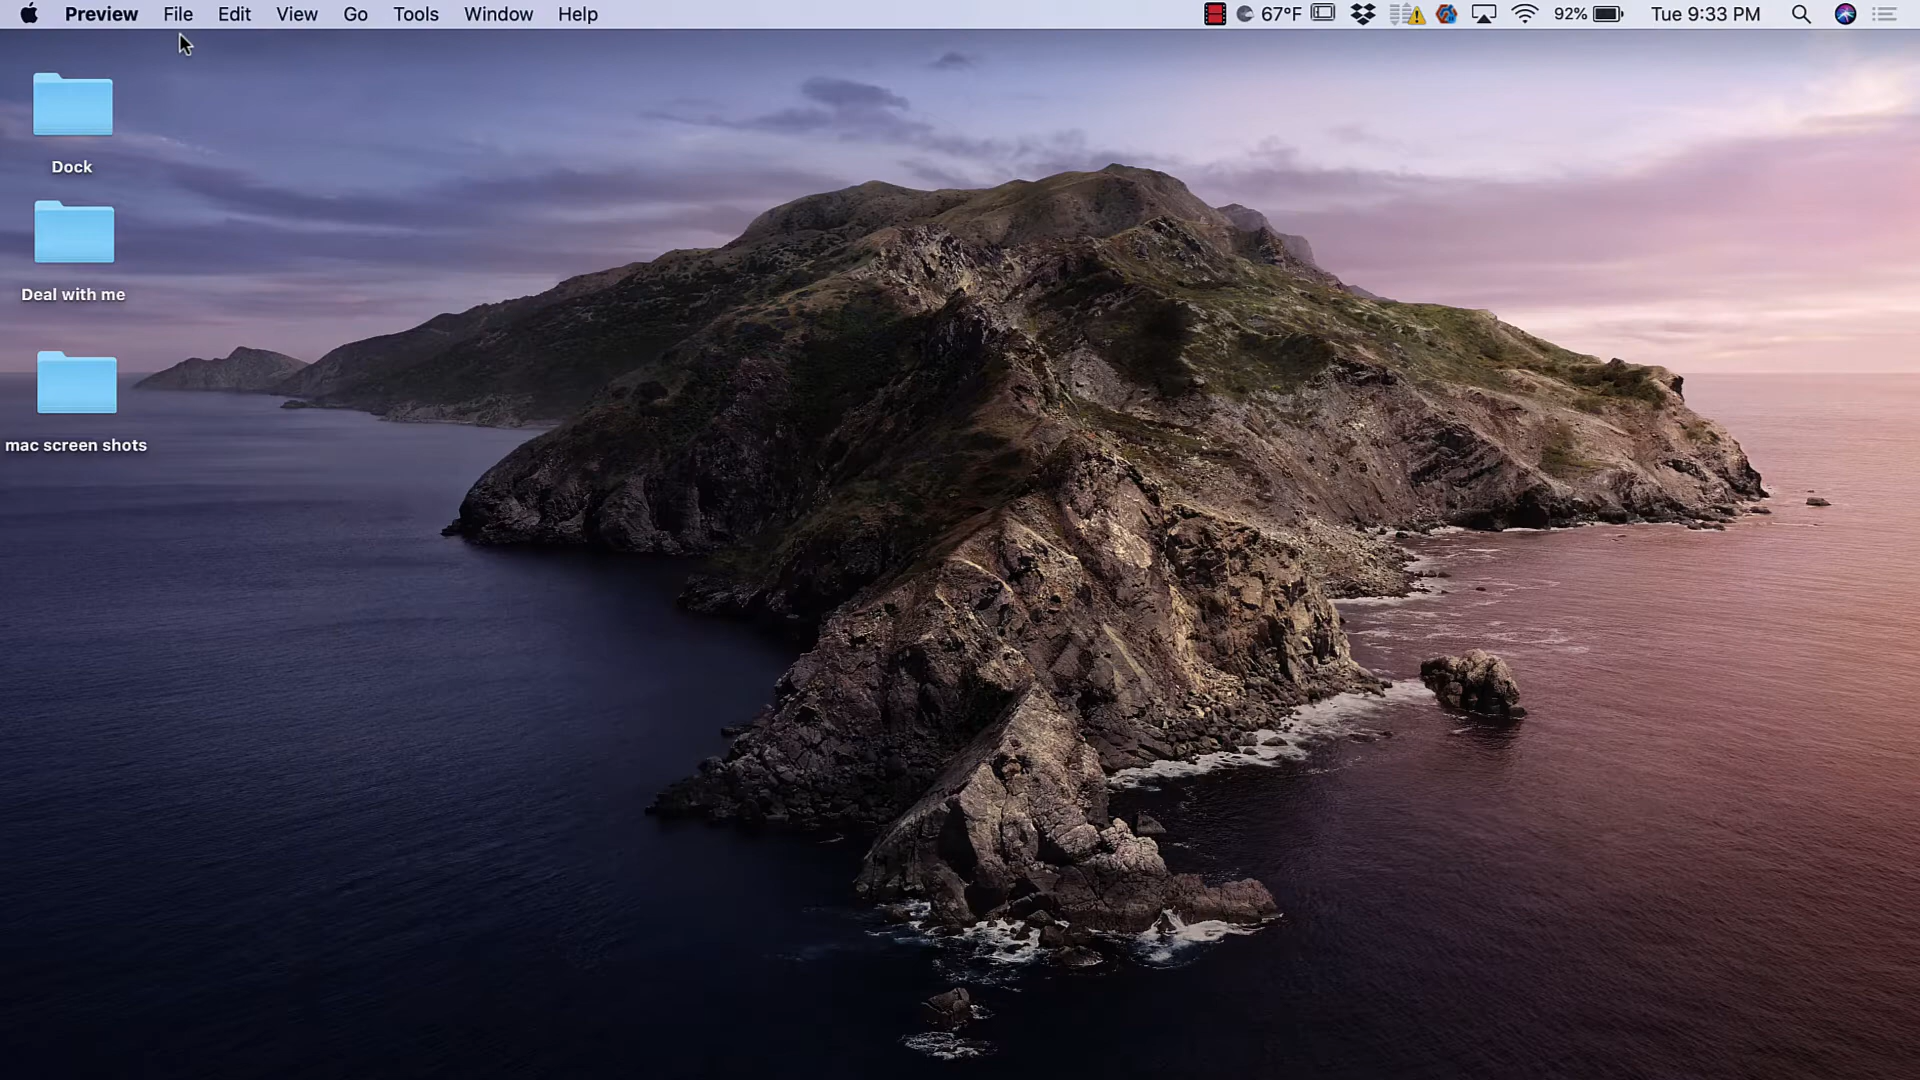 Preview File Edit View Go Tools Window Help 67°F 92% Tue 9:33 PM
Dock
Deal with me
mac screen shots